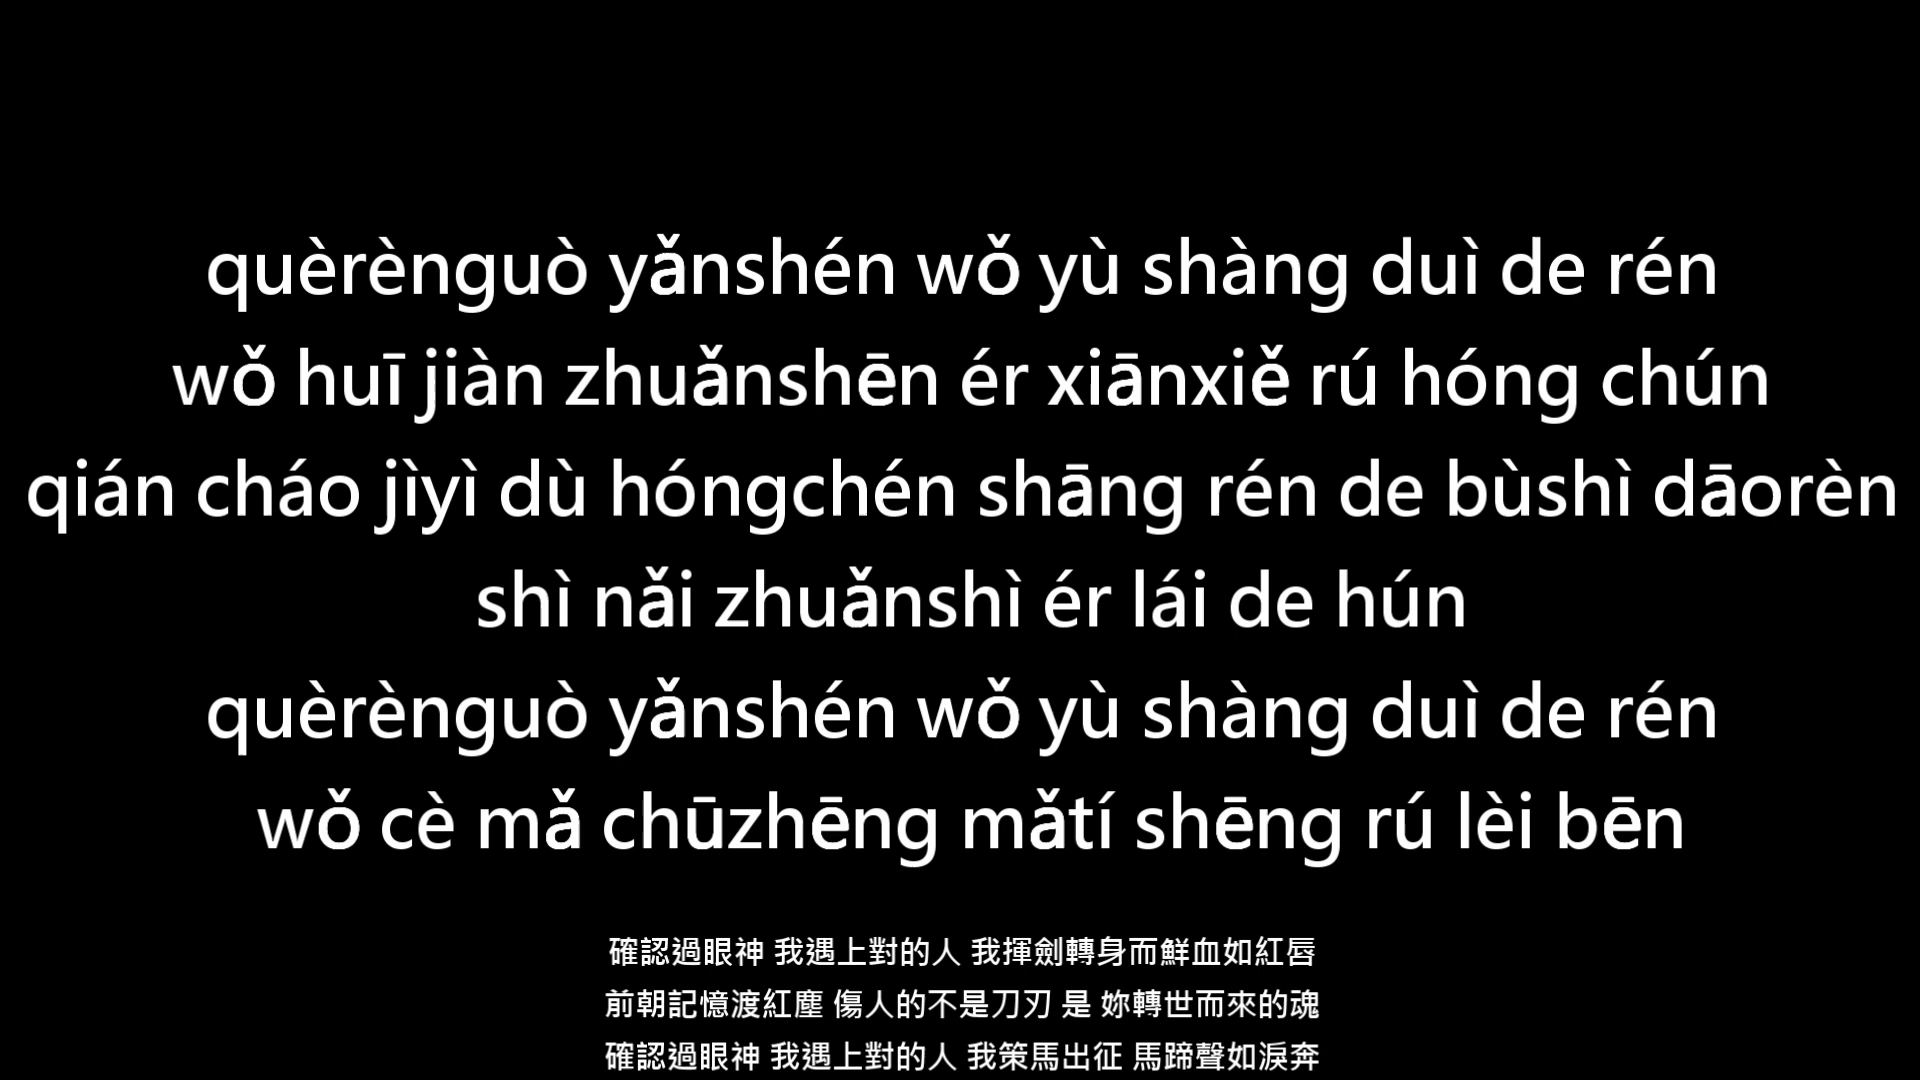 quèrènguò yǎnshén wǒ yù shàng duì de rén
wǒ huī jiàn zhuǎnshēn ér xiānxiě rú hóng chún
qián cháo jìyì dù hóngchén shāng rén de bùshì dāorèn
shì nǎi zhuǎnshì ér lái de hún
quèrènguò yǎnshén wǒ yù shàng duì de rén
wǒ cè mǎ chūzhēng mǎtí shēng rú lèi bēn
確認過眼神 我遇上對的人 我揮劍轉身而鮮血如紅唇
前朝記憶渡紅塵 傷人的不是刀刃 是 妳轉世而來的魂
確認過眼神 我遇上對的人 我策馬出征 馬蹄聲如淚奔